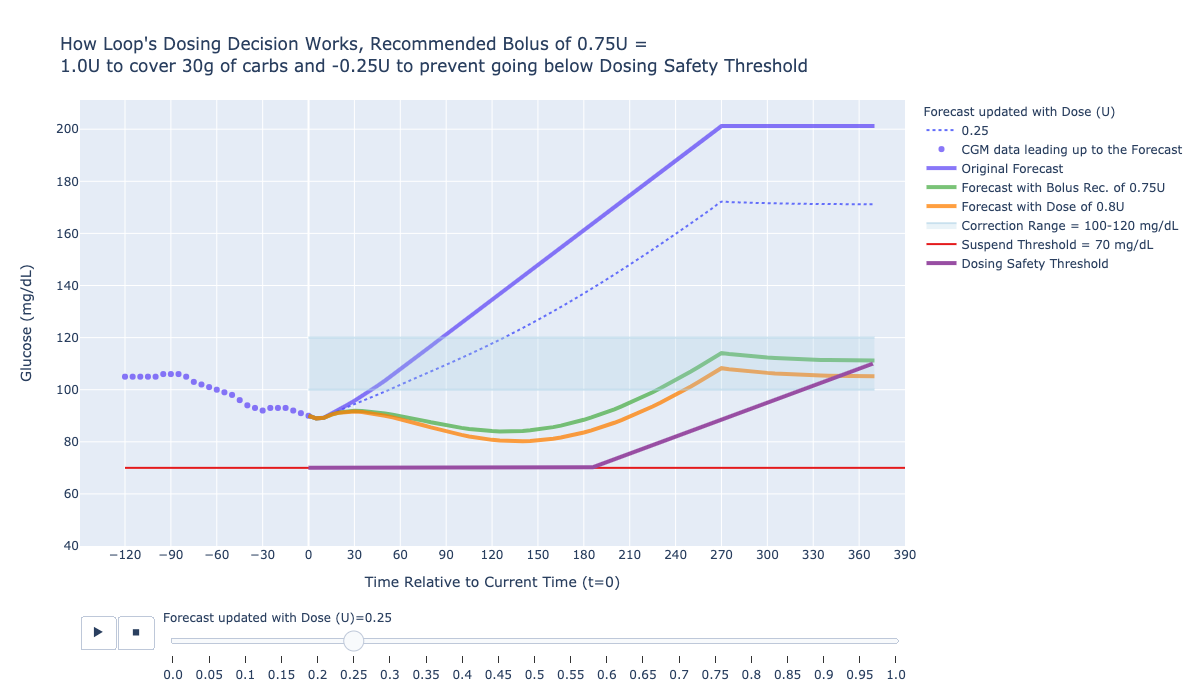 How Loop's Dosing Decision Works, Recommended Bolus of 0.75U =
1.0U to cover 30g of carbs and -0.25U to prevent going below Dosing Safety Threshold
Forecast updated with Dose (U)
0.25
CGM data leading up to the Forecast
Original Forecast
Forecast with Bolus Rec. of 0.75U
Forecast with Dose of 0.8U
Correction Range = 100-120 mg/dL
Suspend Threshold = 70 mg/dL
Dosing Safety Threshold
Glucose (mg/dL)
200
180
160
140
120
100
80
60
40
−120 −90 −60 −30 0 30 60 90 120 150 180 210 240 270 300 330 360 390
Time Relative to Current Time (t=0)
Forecast updated with Dose (U)=0.25
0.0 0.05 0.1 0.15 0.2 0.25 0.3 0.35 0.4 0.45 0.5 0.55 0.6 0.65 0.7 0.75 0.8 0.85 0.9 0.95 1.0